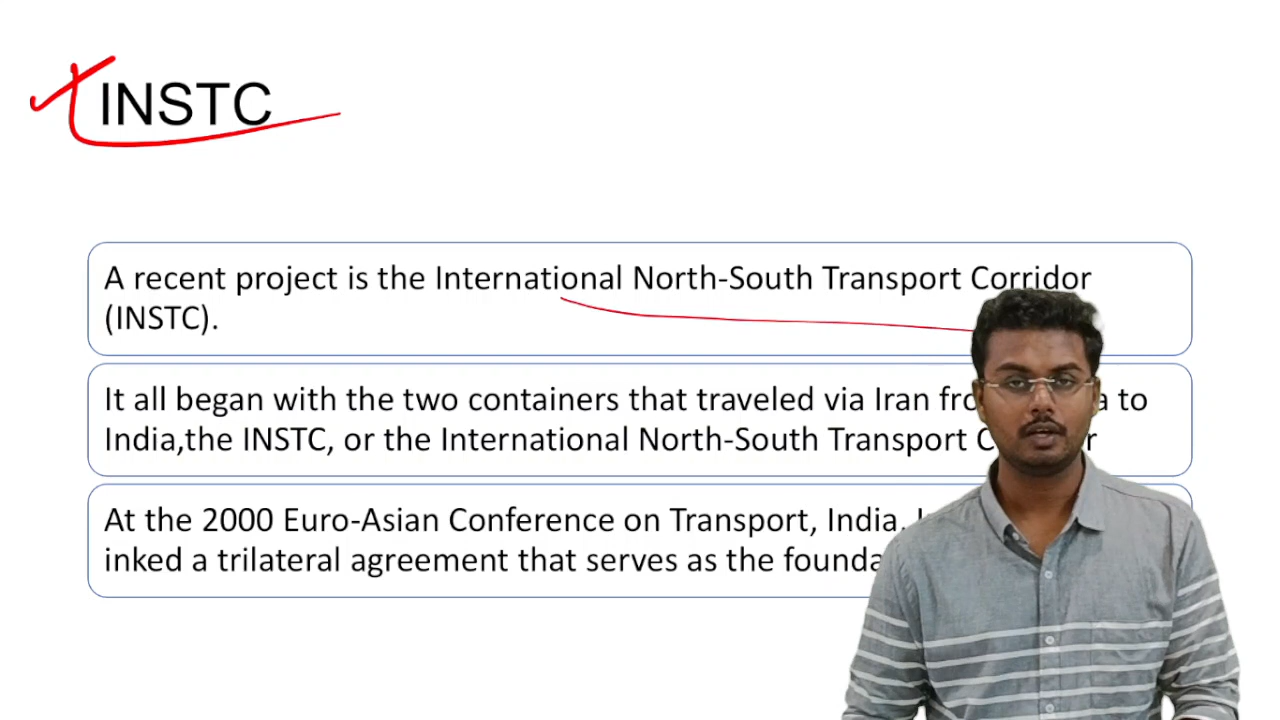 INSTC
A recent project is the International North-South Transport Corridor
(INSTC).
It all began with the two containers that traveled via Iran to
India,the INSTC, or the International North-South Transport
At the 2000 Euro-Asian Conference on Transport, India,
inked a trilateral agreement that serves as the